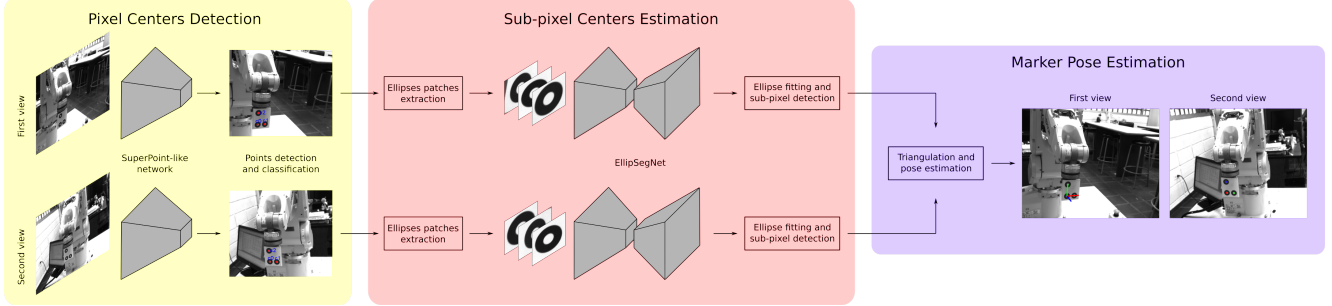 Pixel Centers Detection
First view
SuperPoint-like
network
Points detection
and classification
Second view
Sub-pixel Centers Estimation
Ellipses patches
extraction
Ellipse fitting and
sub-pixel detection
EllipSegNet
Ellipses patches
extraction
Ellipse fitting and
sub-pixel detection
Marker Pose Estimation
First view
Second view
Triangulation and
pose estimation